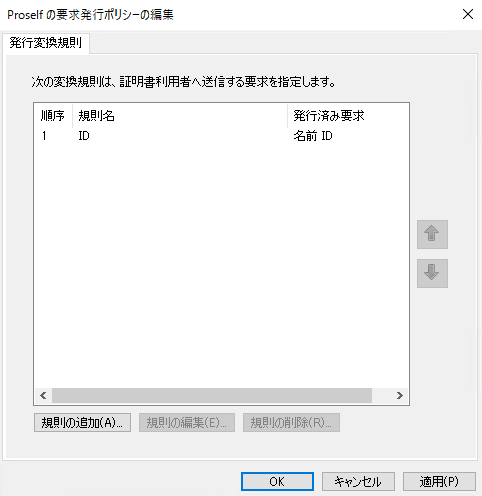 Proself の要求発行ポリシーの編集
発行変換規則
次の変換規則は、証明書利用者へ送信する要求を指定します。
順序 規則名 発行済み要求
1 ID 名前 ID
規則の追加(A)... 規則の編集(E)... 規則の削除(R)...
OK キャンセル 適用(P)